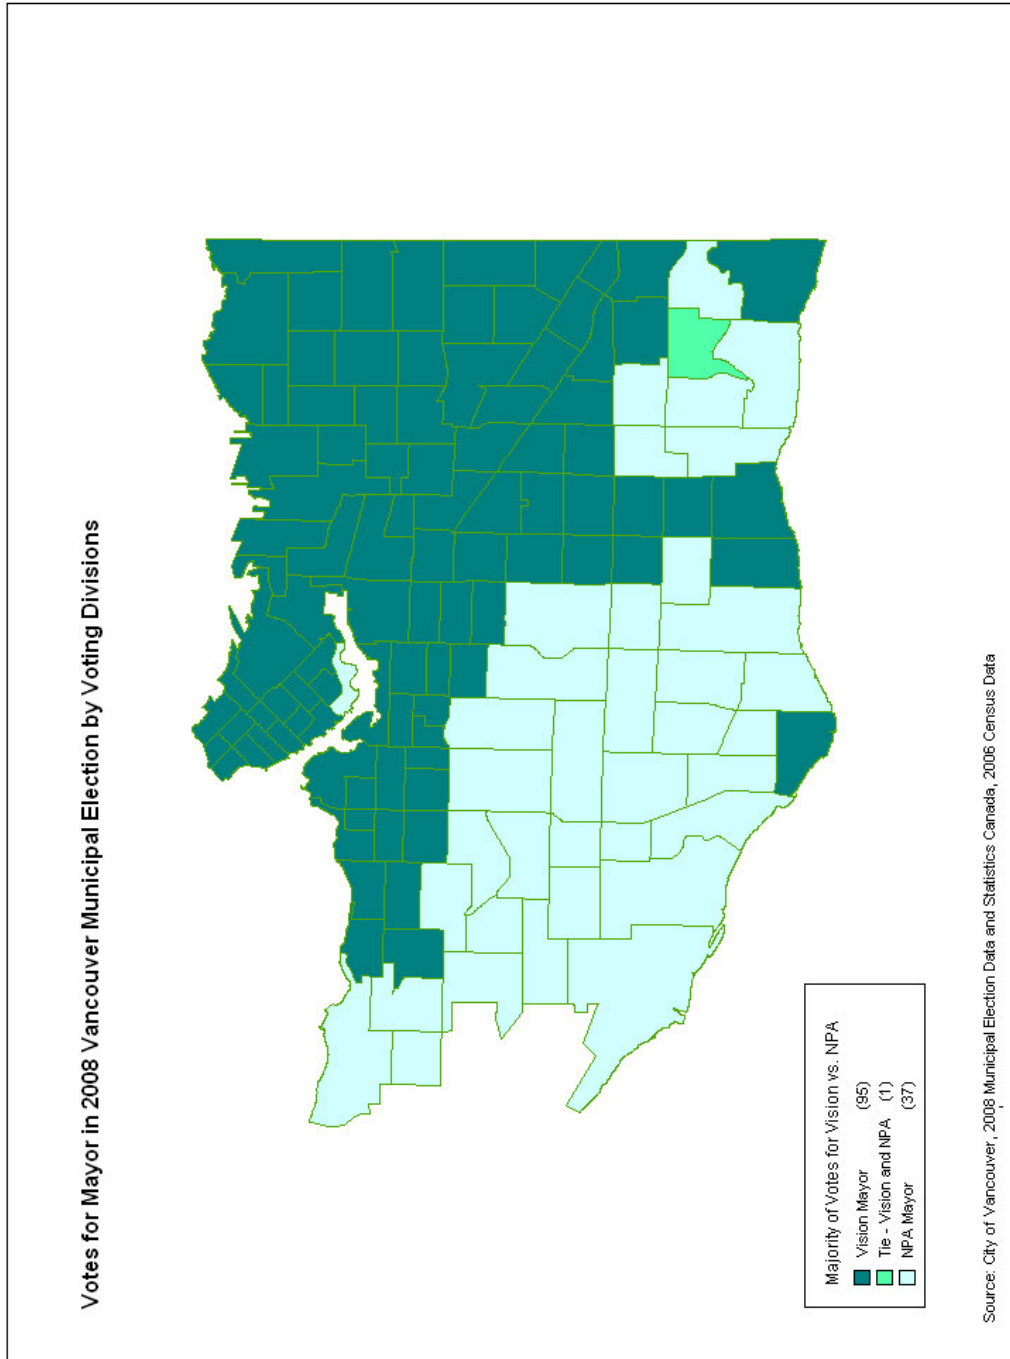 Votes for Mayor in 2008 Vancouver Municipal Election by Voting Divisions
Majority of Votes for Vision vs. NPA
Vision Mayor (95)
Tie - Vision and NPA (1)
NPA Mayor (37)
Source: City of Vancouver, 2008 Municipal Election Data and Statistics Canada, 2006 Census Data